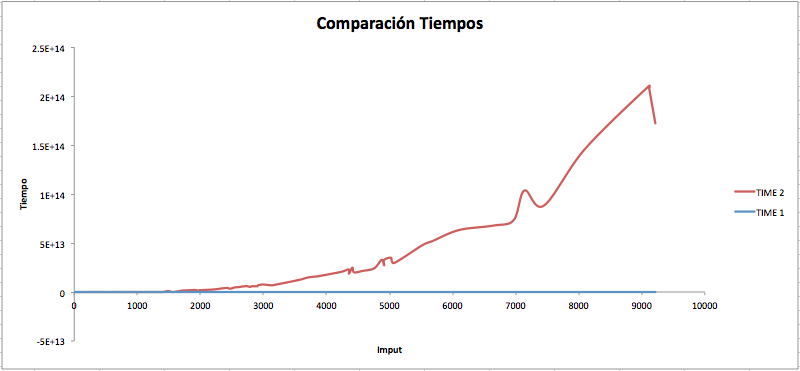 Comparación Tiempos
2.5E+14
2E+14
1.5E+14
1E+14
5E+13
0
-5E+13
Tiempo
0 1000 2000 3000 4000 5000 6000 7000 8000 9000 10000
Imput
TIME 2
TIME 1